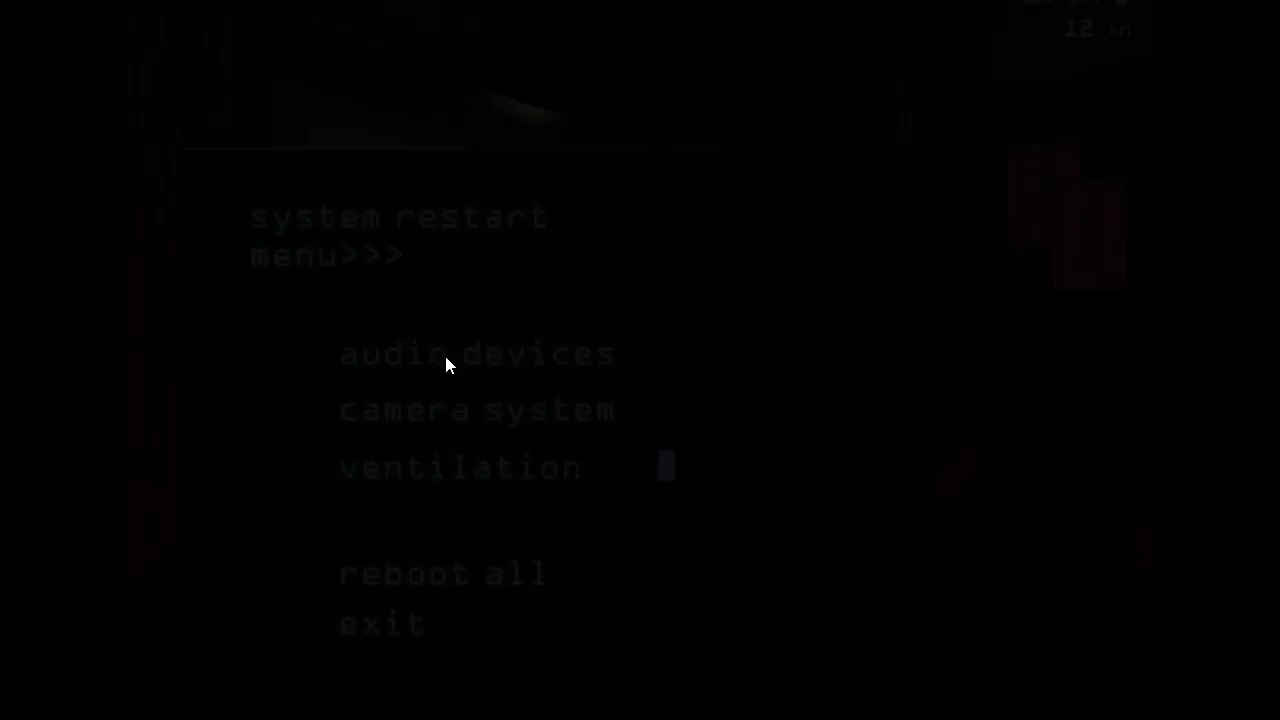 12 AM
system restart
menu>>>
audio devices
camera system
ventilation
reboot all
exit